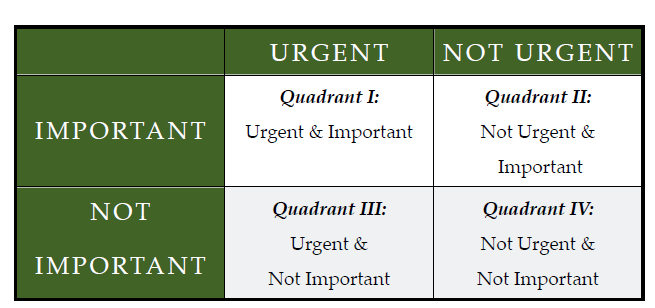 URGENT
NOT URGENT
IMPORTANT
Quadrant I:
Urgent & Important
Quadrant II:
Not Urgent &
Important
NOT
IMPORTANT
Quadrant III:
Urgent &
Not Important
Quadrant IV:
Not Urgent &
Not Important